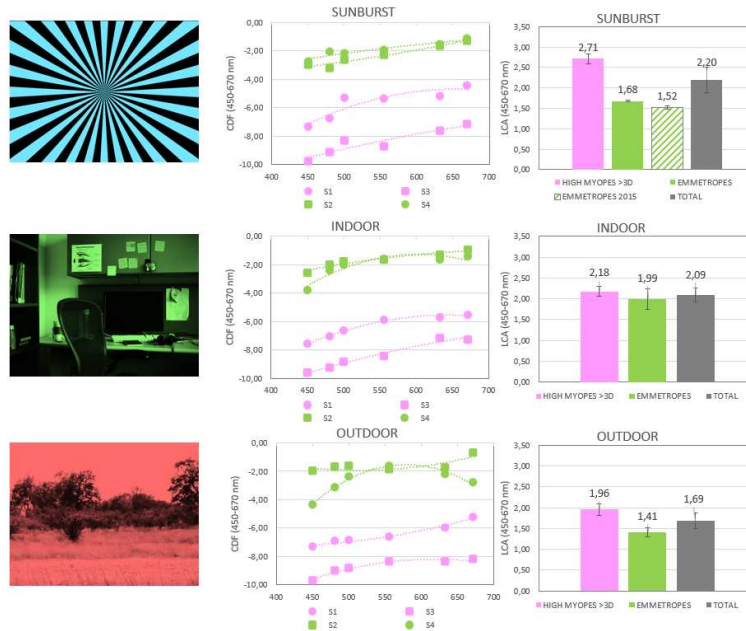 SUNBURST
0,00
-2,00
-4,00
-6,00
-8,00
-10,00
CDF (450-670 nm)
400 450 500 550 600 650 700
S1 S3
S2 S4
SUNBURST
3,50
3,00
2,50
2,00
1,50
1,00
0,50
0,00
LCA (450-670 nm)
2,71 1,68 1,52 2,20
HIGH MYOPES >3D EMMETROPES
EMMETROPES 2015 TOTAL
INDOOR
0,00
-2,00
-4,00
-6,00
-8,00
-10,00
CDF (450-670 nm)
400 450 500 550 600 650 700
S1 S3
S2 S4
INDOOR
3,50
3,00
2,50
2,00
1,50
1,00
0,50
0,00
LCA (450-670 nm)
2,18 1,99 2,09
HIGH MYOPES >3D EMMETROPES TOTAL
OUTDOOR
0,00
-2,00
-4,00
-6,00
-8,00
-10,00
CDF (450-670 nm)
400 450 500 550 600 650 700
S1 S3
S2 S4
OUTDOOR
3,50
3,00
2,50
2,00
1,50
1,00
0,50
0,00
LCA (450-670 nm)
1,96 1,41 1,69
HIGH MYOPES >3D EMMETROPES TOTAL